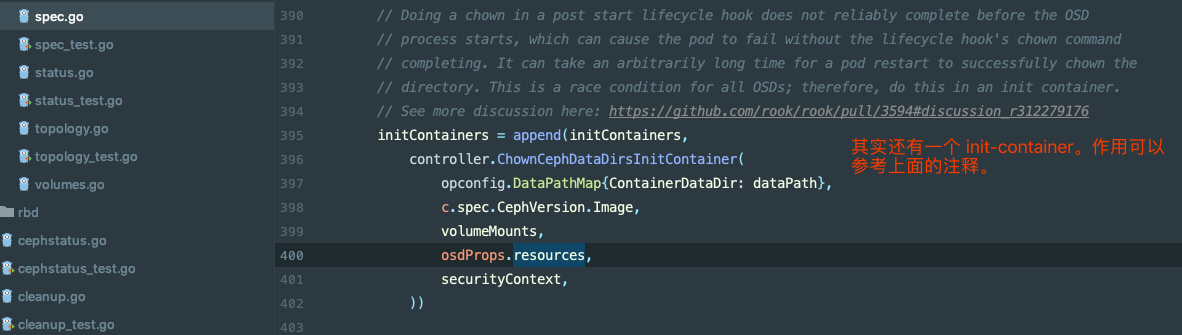 spec.go
spec_test.go
status.go
status_test.go
topology.go
topology_test.go
volumes.go
rbd
cephstatus.go
cephstatus_test.go
cleanup.go
cleanup_test.go
390 // Doing a chown in a post start lifecycle hook does not reliably complete before the OSD
391 // process starts, which can cause the pod to fail without the lifecycle hook's chown command
392 // completing. It can take an arbitrarily long time for a pod restart to successfully chown the
393 // directory. This is a race condition for all OSDs; therefore, do this in an init container.
394 // See more discussion here: https://github.com/rook/rook/pull/3594#discussion_r312279176
395 initContainers = append(initContainers,
396 controller.ChownCephDataDirsInitContainer(
397 opconfig.DataPathMap{ContainerDataDir: dataPath},
398 c.spec.CephVersion.Image,
399 volumeMounts,
400 osdProps.resources,
401 securityContext,
402 ))
403
其实还有一个 init-container。作用可以
参考上面的注释。